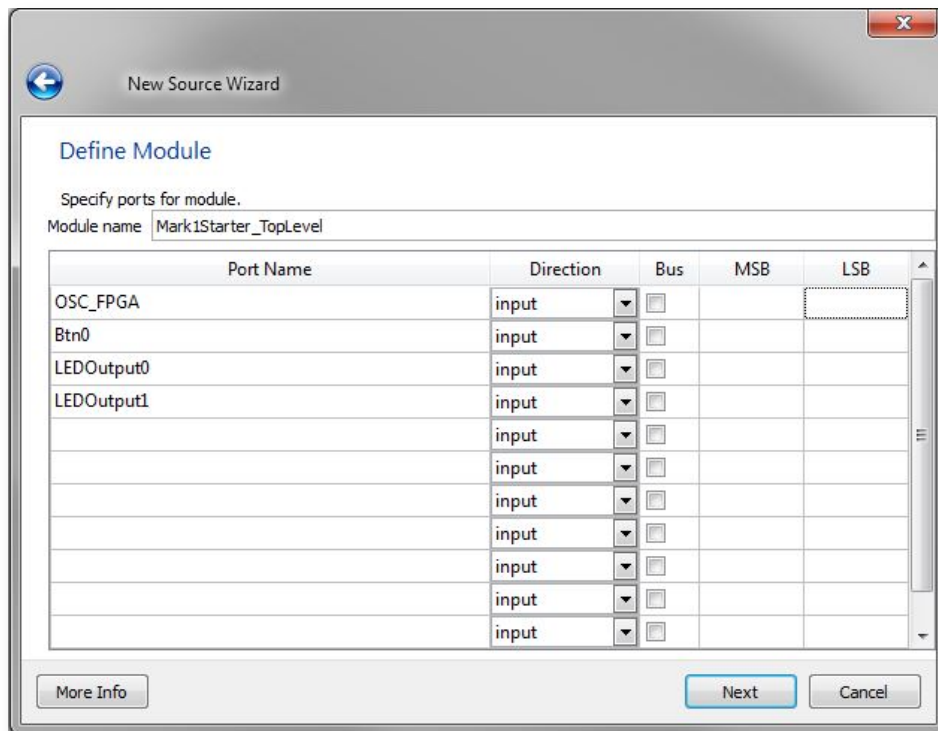 New Source Wizard
Define Module
Specify ports for module.
Module name Mark1Starter_TopLevel
Port Name Direction Bus MSB LSB
OSC_FPGA input
Btn0 input
LEDOutput0 input
LEDOutput1 input
input
input
input
input
input
input
input
More Info Next Cancel